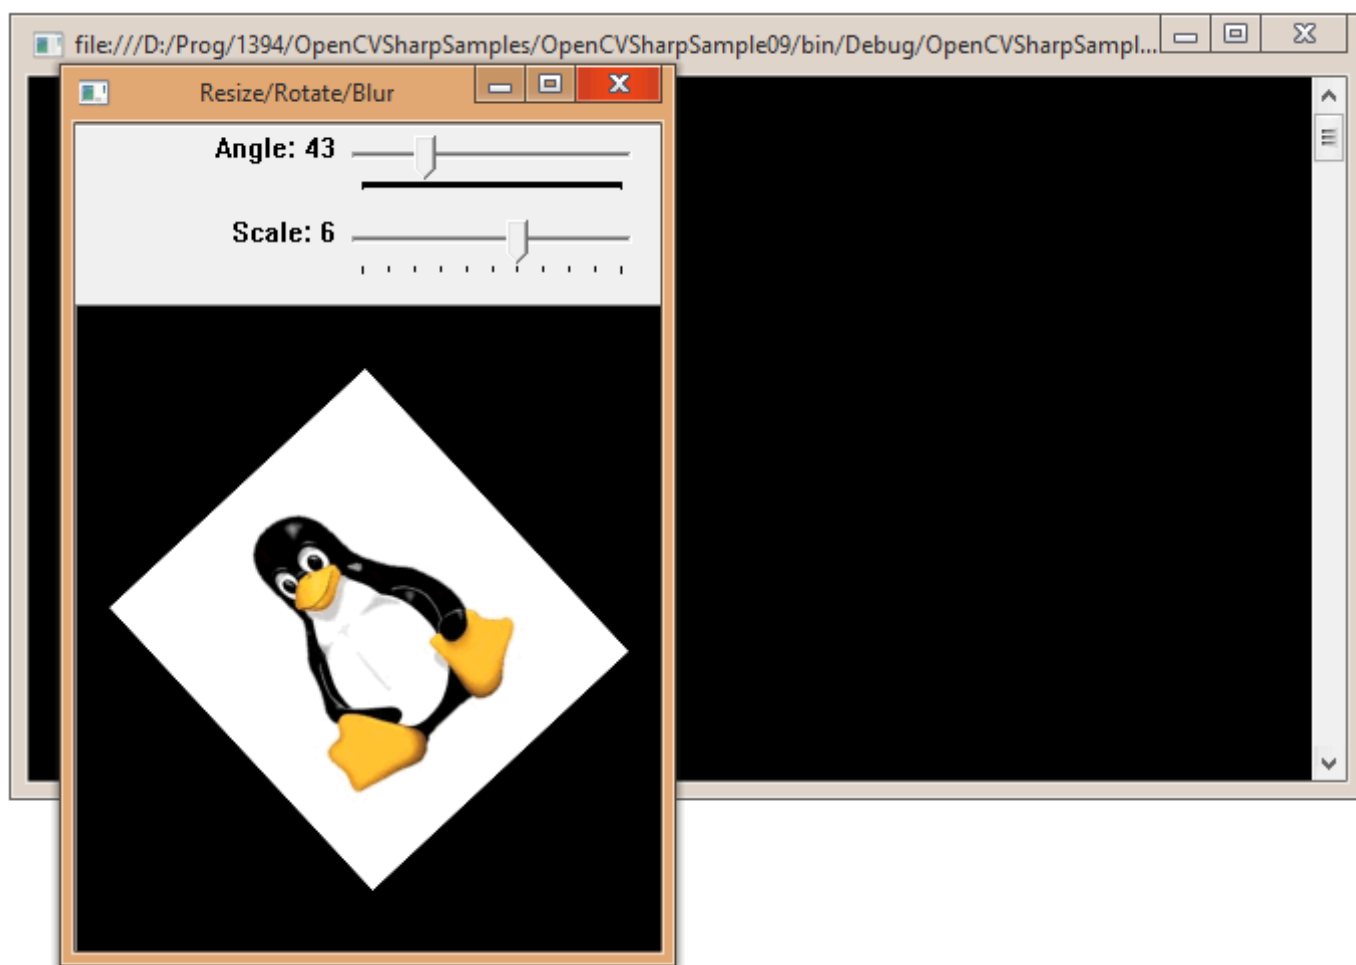 file:///D:/Prog/1394/OpenCVSharpSamples/OpenCVSharpSample09/bin/Debug/OpenCVSharpSampl...
Resize/Rotate/Blur
Angle: 43
Scale: 6